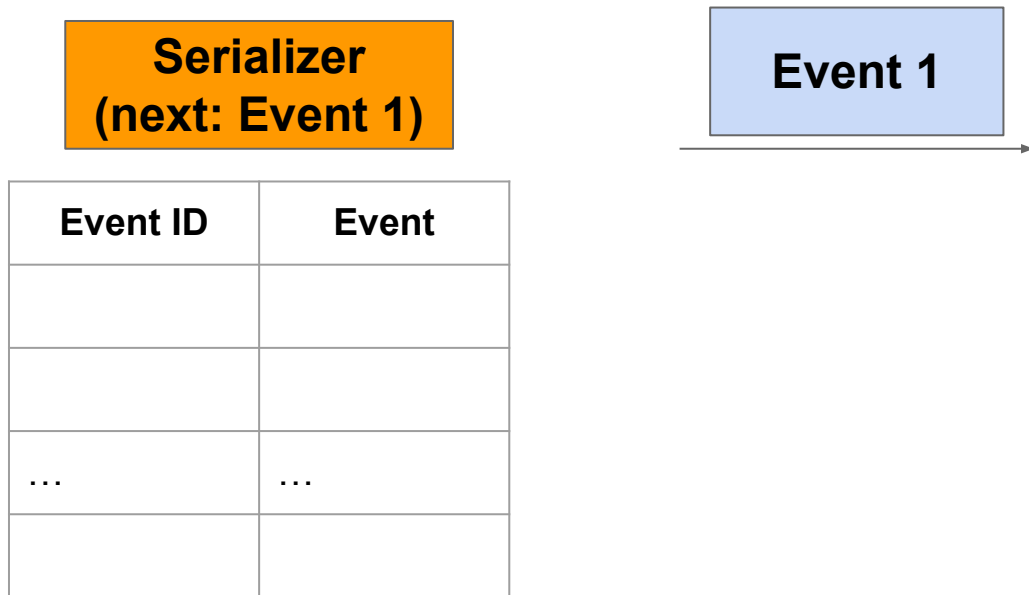 Serializer
(next: Event 1)
Event 1
Event ID Event
... ...